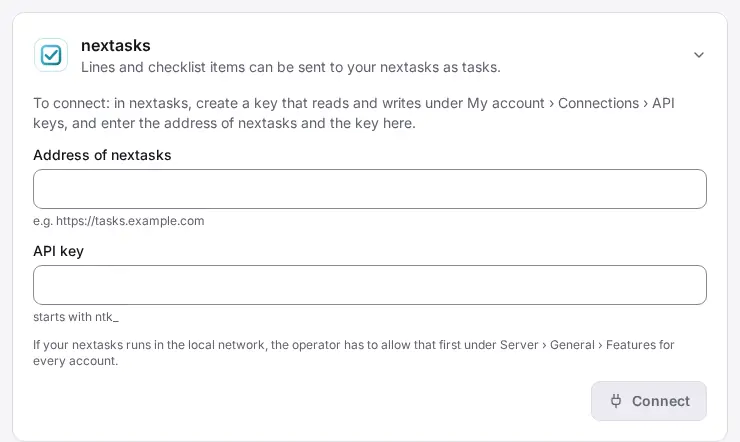 nextasks
Lines and checklist items can be sent to your nextasks as tasks.
To connect: in nextasks, create a key that reads and writes under My account › Connections › API
keys, and enter the address of nextasks and the key here.
Address of nextasks
e.g. https://tasks.example.com
API key
starts with ntk_
If your nextasks runs in the local network, the operator has to allow that first under Server › General › Features for
every account.
Connect